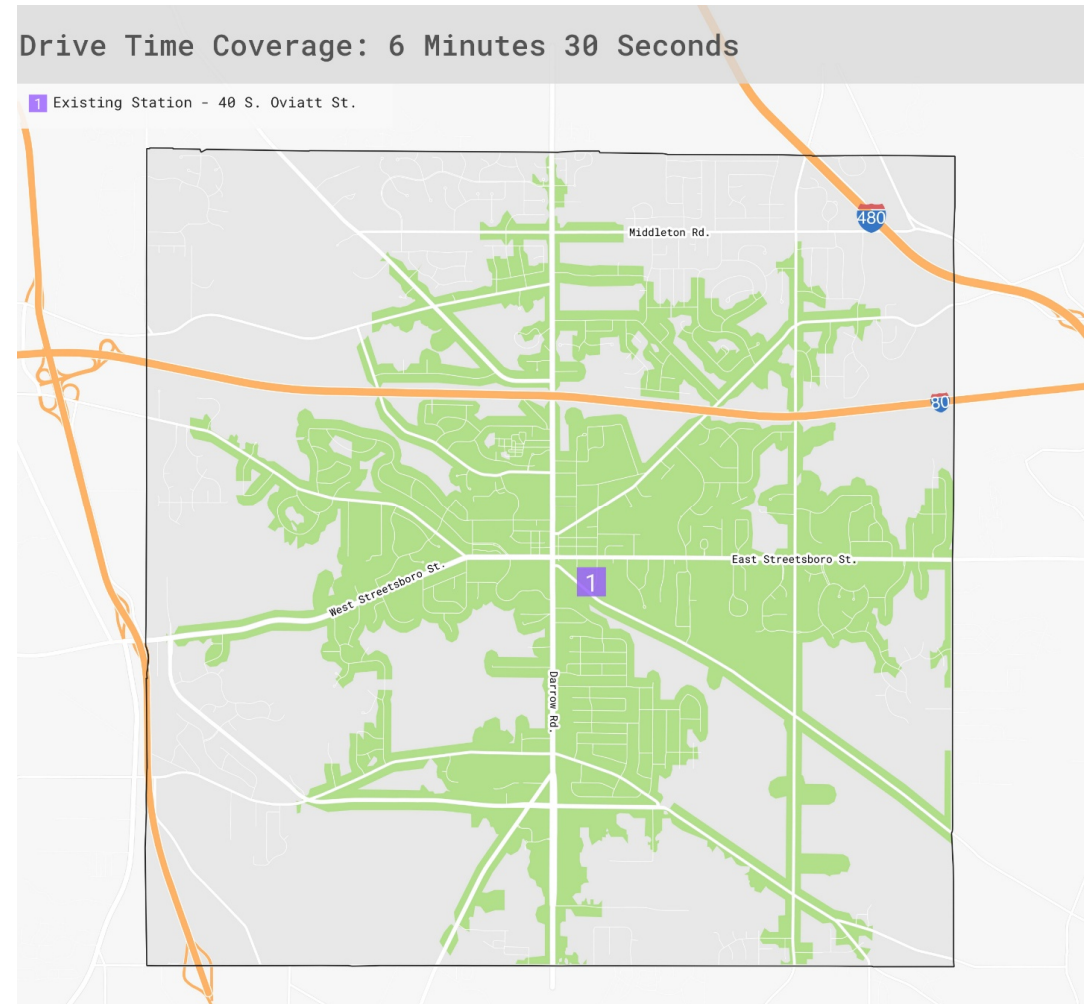 Drive Time Coverage: 6 Minutes 30 Seconds
1 Existing Station - 40 S. Oviatt St.
480
Middleton Rd.
80
East Streetsboro St.
West Streetsboro St.
1
Darrow Rd.